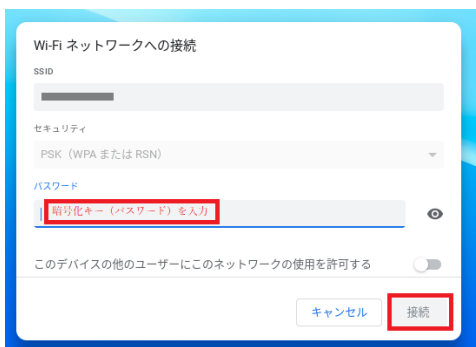 Wi-Fi ネットワークへの接続
SSID
セキュリティ
PSK（WPA または RSN）
パスワード
暗号化キー（パスワード）を入力
このデバイスの他のユーザーにこのネットワークの使用を許可する
キャンセル
接続